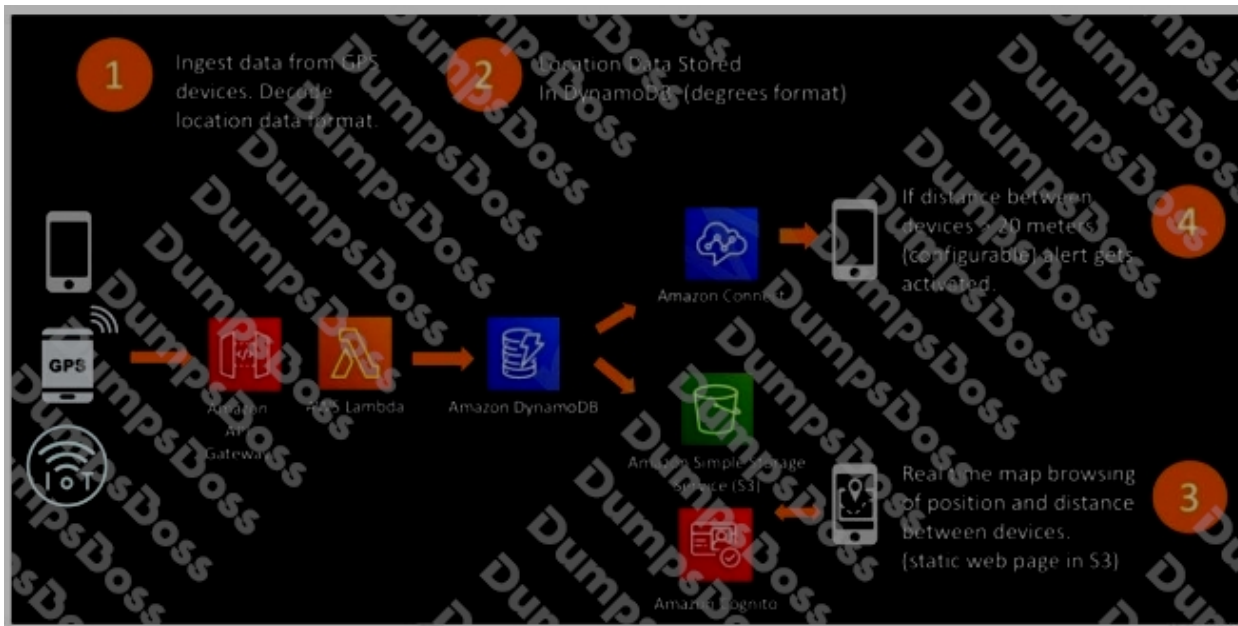 1
Ingest data from GPS
devices. Decode
location data format.
2
Location Data Stored
In DynamoDB (degrees format)
If distance between
devices 20 meters
(configurable) alert gets
activated.
4
Amazon Connect
GPS
Amazon
API
Gateway
AWS Lambda
Amazon DynamoDB
Amazon Simple Storage
Service (S3)
IoT
Real time map browsing
of position and distance
between devices.
(static web page in S3)
3
Amazon Cognito
DumpsBoss